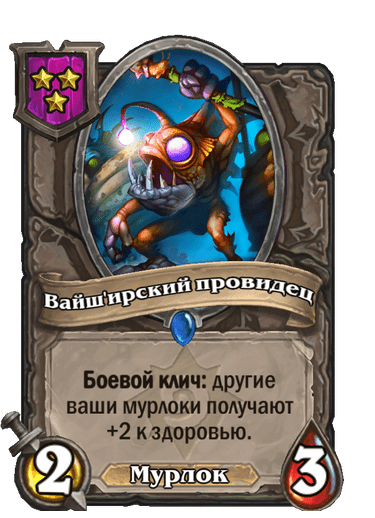 Вайш'ирский провидец
Боевой клич: другие
ваши мурлоки получают
+2 к здоровью.
2
Мурлок
3